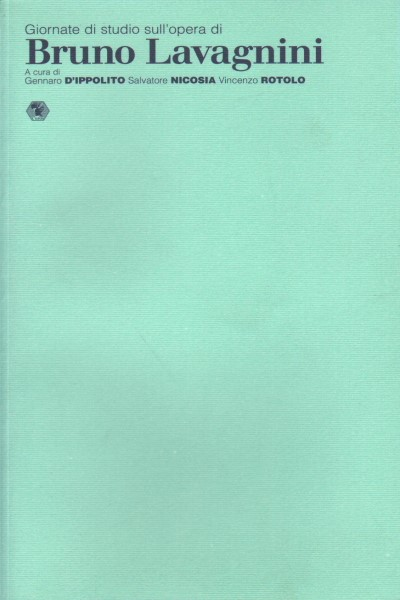 Giornate di studio sull'opera di
Bruno Lavagnini
A cura di
Gennaro D'IPPOLITO Salvatore NICOSIA Vincenzo ROTOLO